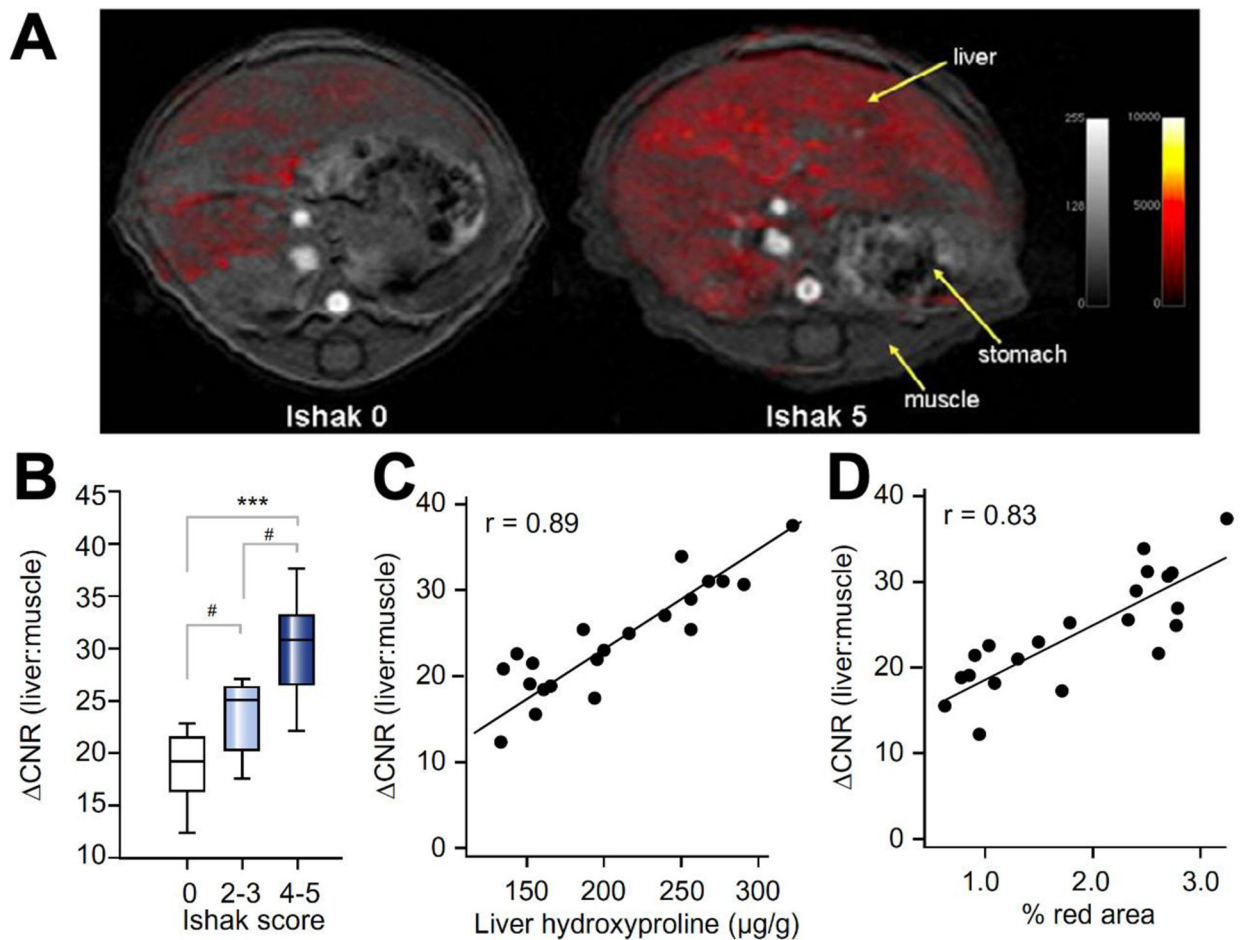 A
liver
255
128
0
10000
5000
0
stomach
muscle
Ishak 0
Ishak 5
B
ΔCNR (liver:muscle)
45
40
35
30
25
20
15
10
***
#
#
0 2-3 4-5
Ishak score
C
ΔCNR (liver:muscle)
40
30
20
10
0
r = 0.89
150 200 250 300
Liver hydroxyproline (µg/g)
D
ΔCNR (liver:muscle)
40
30
20
10
0
r = 0.83
1.0 2.0 3.0
% red area